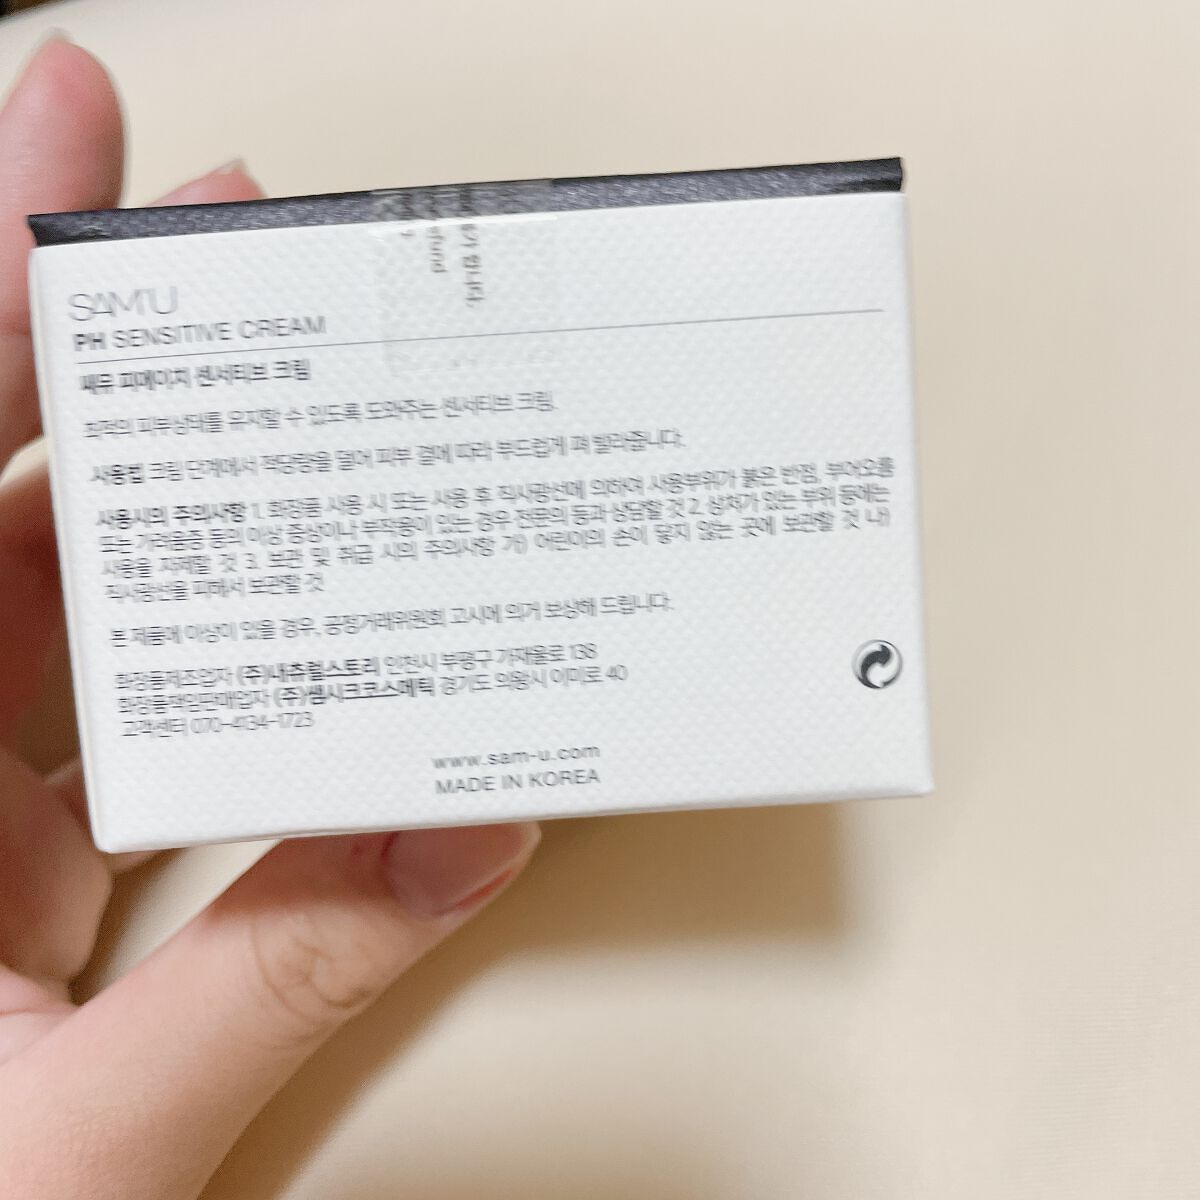 SAM'U
PH SENSITIVE CREAM
쌔뮤 피에이치 센서티브 크림
최적의 피부상태를 유지할 수 있도록 도와주는 센서티브 크림.
사용법 크림 단계에서 적당량을 덜어 피부 결에 따라 부드럽게 펴 발라줍니다.
사용시의 주의사항 1. 화장품 사용 시 또는 사용 후 직사광선에 의하여 사용부위가 붉은 반점, 부어오름
또는 가려움증 등의 이상 증상이나 부작용이 있는 경우 전문의 등과 상담할 것 2. 상처가 있는 부위 등에는
사용을 자제할 것 3. 보관 및 취급 시의 주의사항 가) 어린이의 손이 닿지 않는 곳에 보관할 것 나)
직사광선을 피해서 보관할 것
본 제품에 이상이 있을 경우, 공정거래위원회 고시에 의거 보상해 드립니다.
화장품제조업자 (주)내츄럴스토리 인천시 부평구 가재울로 138
화장품책임판매업자 (주)쌤시크코스메틱 경기도 의왕시 이미로 40
고객센터 070-4134-1723
www.sam-u.com
MADE IN KOREA